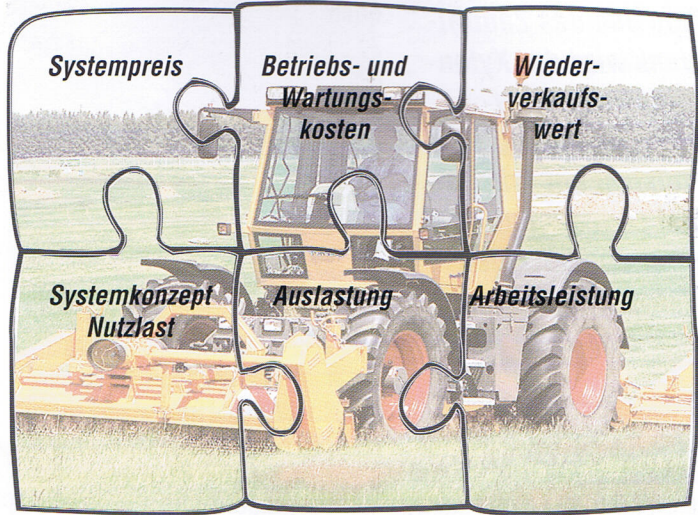 Systempreis
Betriebs- und
Wartungs-
kosten
Wieder-
verkaufs-
wert
Systemkonzept
Nutzlast
Auslastung
Arbeitsleistung